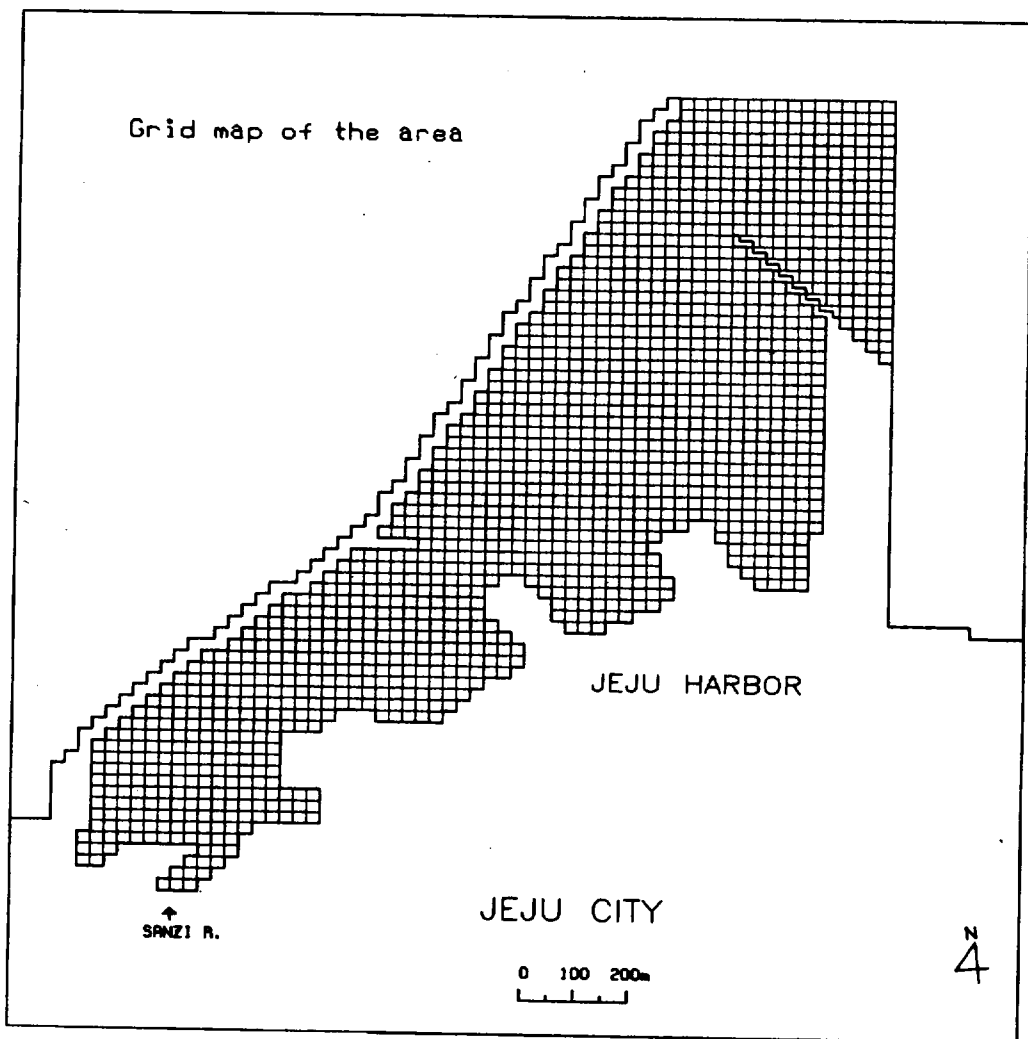 Grid map of the area
JEJU HARBOR
JEJU CITY
SANZI R.
N
0 100 200m